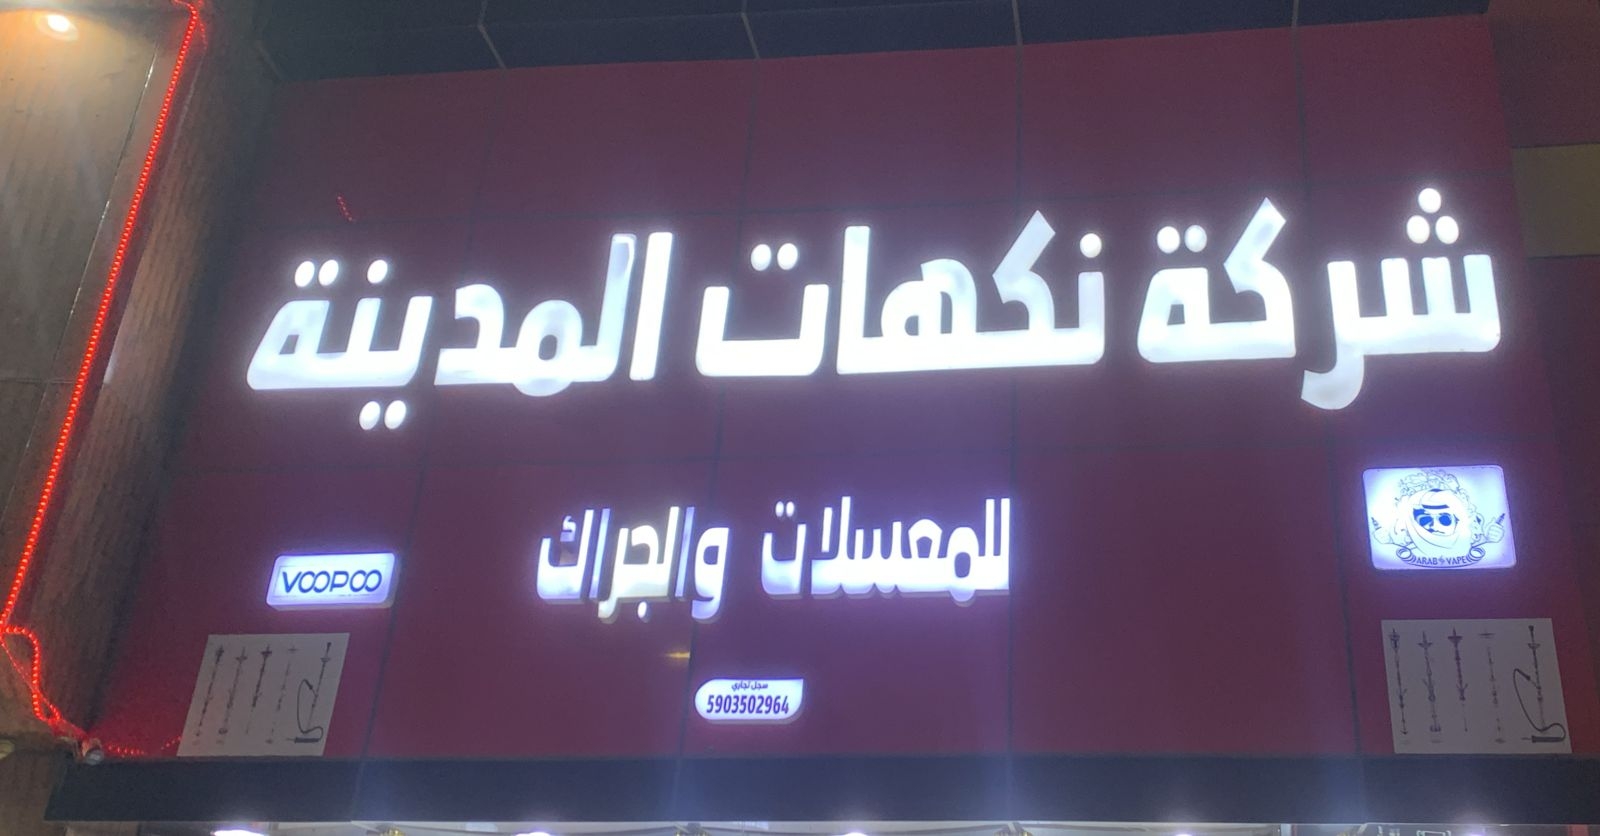 شركة نكهات المدينة
للمعسلات والجراك
VOOPOO
ARAB VAPE
سجل تجاري
5903502964